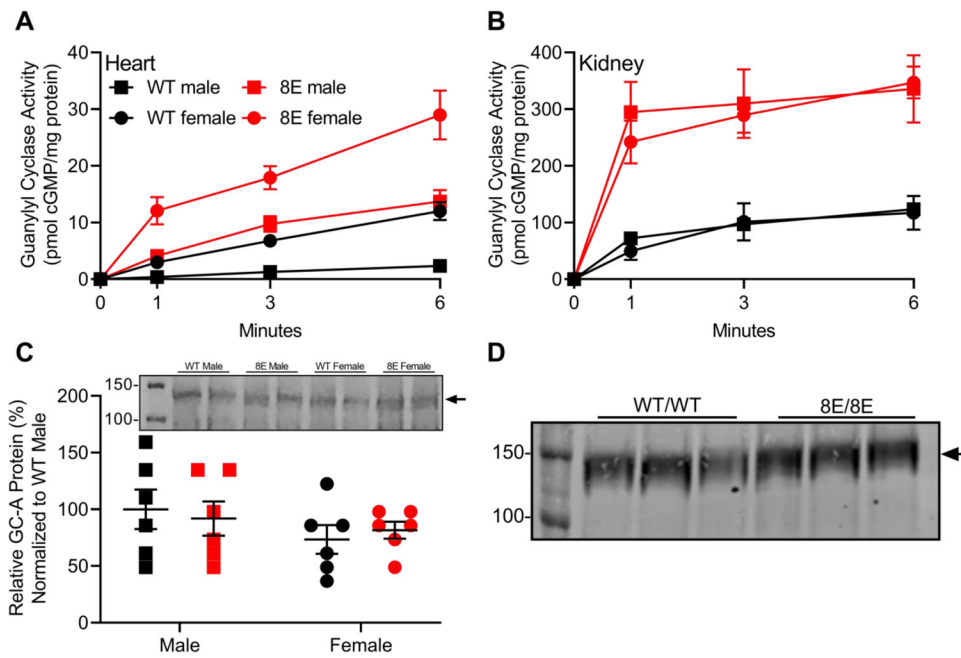 A
Guanylyl Cyclase Activity
(pmol cGMP/mg protein)
40
30
20
10
0
Heart
WT male
8E male
WT female
8E female
0
1
3
6
Minutes
B
Guanylyl Cyclase Activity
(pmol cGMP/mg protein)
400
300
200
100
0
Kidney
0
1
3
6
Minutes
C
Relative GC-A Protein (%)
Normalized to WT Male
200
150
100
50
0
WT Male
8E Male
WT Female
8E Female
150
100
Male
Female
D
WT/WT
8E/8E
150
100